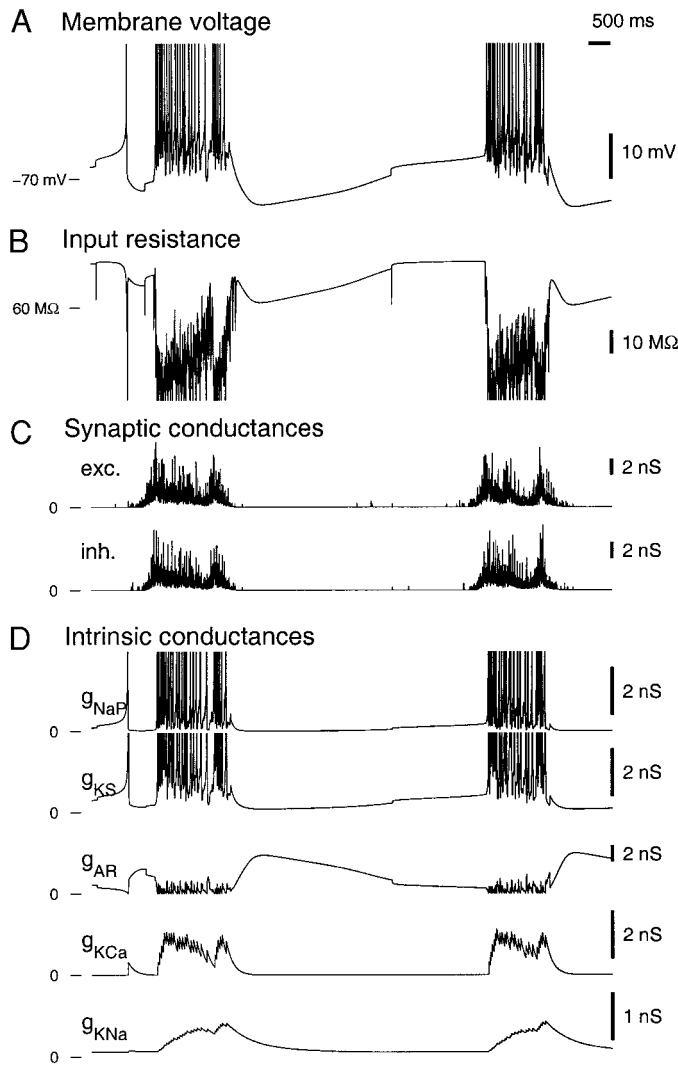 A Membrane voltage
500 ms
10 mV
−70 mV
B Input resistance
60 MΩ
10 MΩ
C Synaptic conductances
exc.
2 nS
0
inh.
2 nS
0
D Intrinsic conductances
gNaP
2 nS
0
gKS
2 nS
0
gAR
2 nS
0
gKCa
2 nS
0
gKNa
1 nS
0